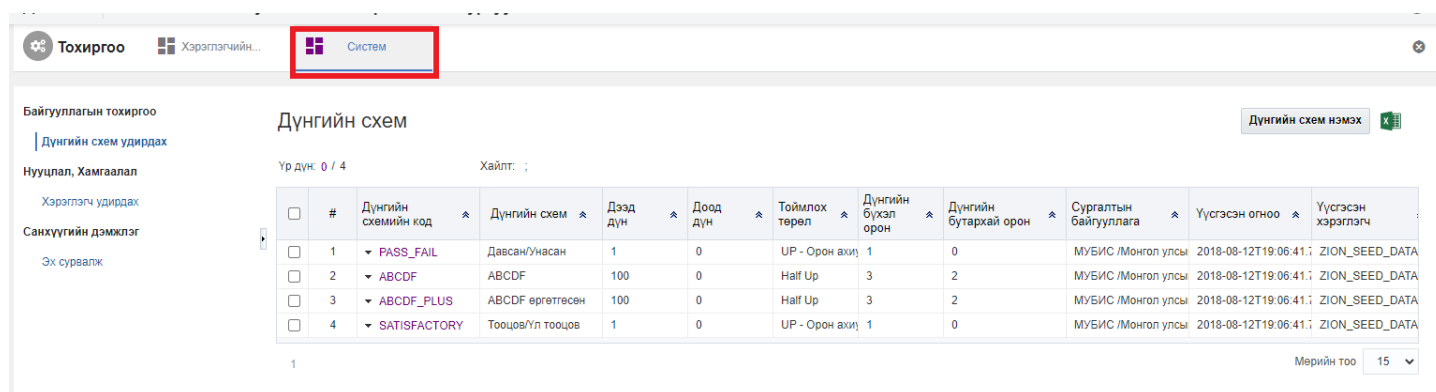 Тохиргоо Хэрэглэгчийн... Систем
Байгууллагын тохиргоо
Дүнгийн схем удирдах
Нууцлал, Хамгаалал
Хэрэглэгч удирдах
Санхүүгийн дэмжлэг
Эх сурвалж
Дүнгийн схем
Дүнгийн схем нэмэх
Үр дүн: 0 / 4 Хайлт: ;
# Дүнгийн схемийн код Дүнгийн схем Дээд дүн Доод дүн Тоймлох төрөл Дүнгийн бүхэл орон Дүнгийн бутархай орон Сургалтын байгууллага Үүсгэсэн огноо Үүсгэсэн хэрэглэгч
1 PASS_FAIL Давсан/Унасан 1 0 UP - Орон ахиу 1 0 МУБИС /Монгол улсы 2018-08-12T19:06:41.7 ZION_SEED_DATA
2 ABCDF ABCDF 100 0 Half Up 3 2 МУБИС /Монгол улсы 2018-08-12T19:06:41.7 ZION_SEED_DATA
3 ABCDF_PLUS ABCDF өргөтгөсөн 100 0 Half Up 3 2 МУБИС /Монгол улсы 2018-08-12T19:06:41.7 ZION_SEED_DATA
4 SATISFACTORY Тооцов/Үл тооцов 1 0 UP - Орон ахиу 1 0 МУБИС /Монгол улсы 2018-08-12T19:06:41.7 ZION_SEED_DATA
1 Мөрийн тоо 15